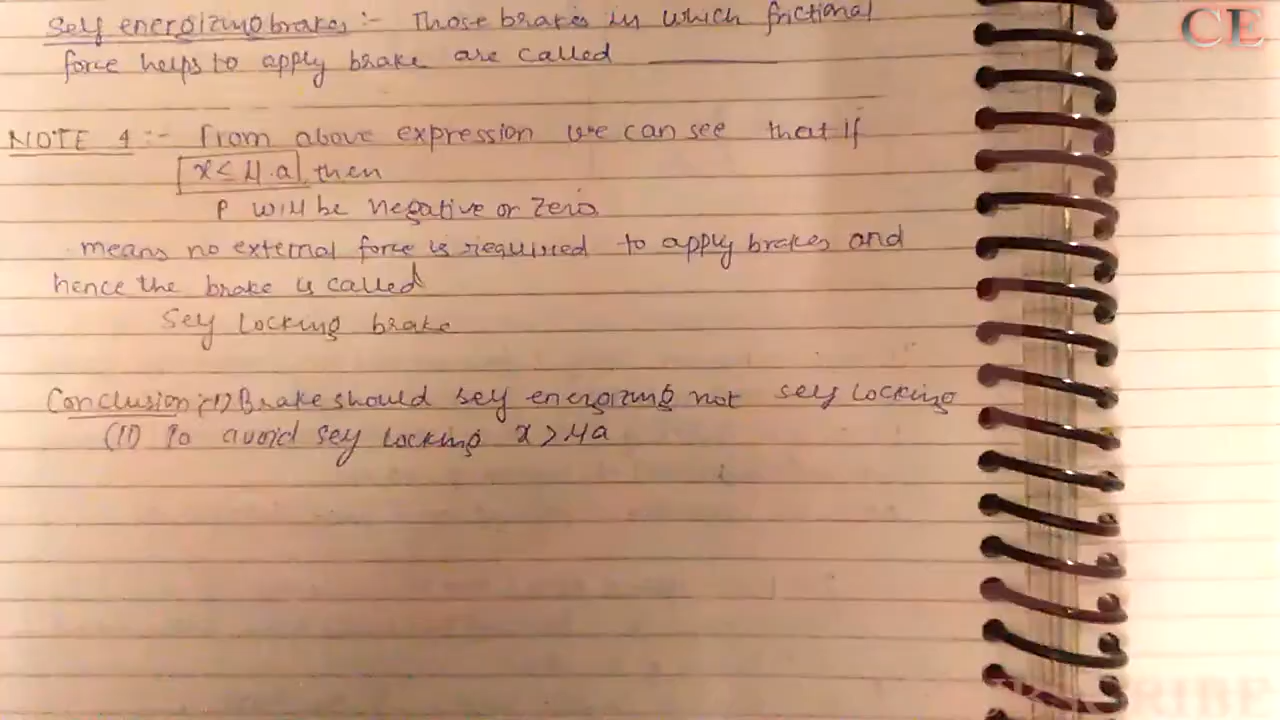 Self energizing brakes :- Those brakes in which frictional
force helps to apply brake are called ________
NOTE 4 :- From above expression we can see that if
x ≤ μ.a, then
P will be negative or zero
means no external force is required to apply brakes and
hence the brake is called
Self Locking brake
Conclusion :- (I) Brake should self energizing not self locking
(II) To avoid self locking x > μa
CE
RIBE